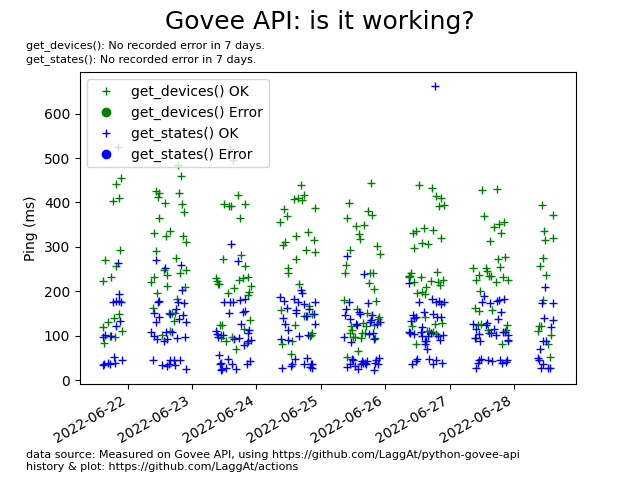 Govee API: is it working?
get_devices(): No recorded error in 7 days.
get_states(): No recorded error in 7 days.
get_devices() OK
get_devices() Error
get_states() OK
get_states() Error
Ping (ms)
600
500
400
300
200
100
0
2022-06-22
2022-06-23
2022-06-24
2022-06-25
2022-06-26
2022-06-27
2022-06-28
data source: Measured on Govee API, using https://github.com/LaggAt/python-govee-api
history & plot: https://github.com/LaggAt/actions